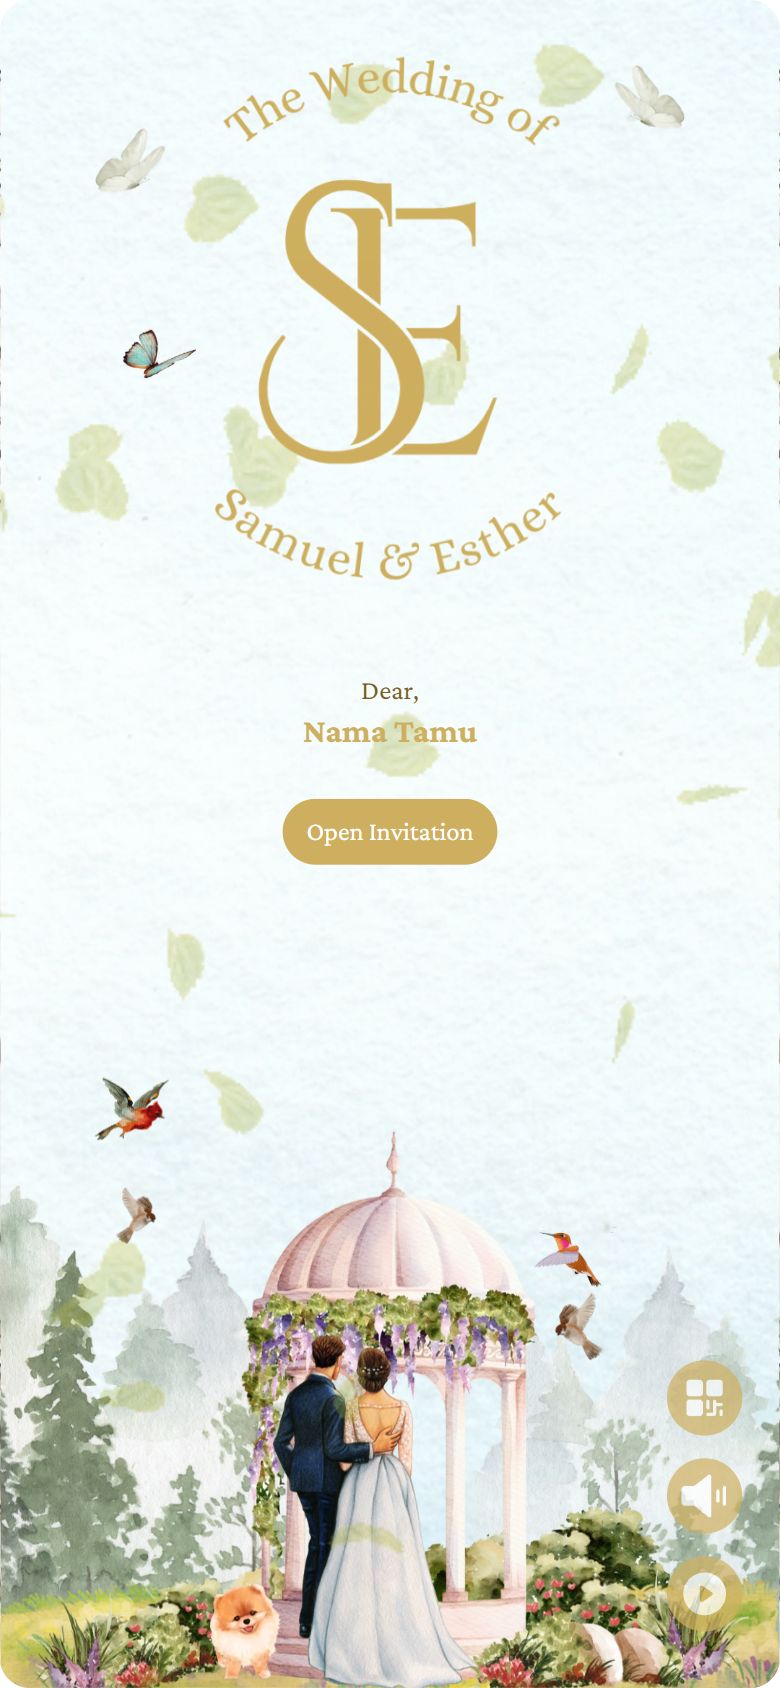 The Wedding of
SE
Samuel & Esther
Dear,
Nama Tamu
Open Invitation